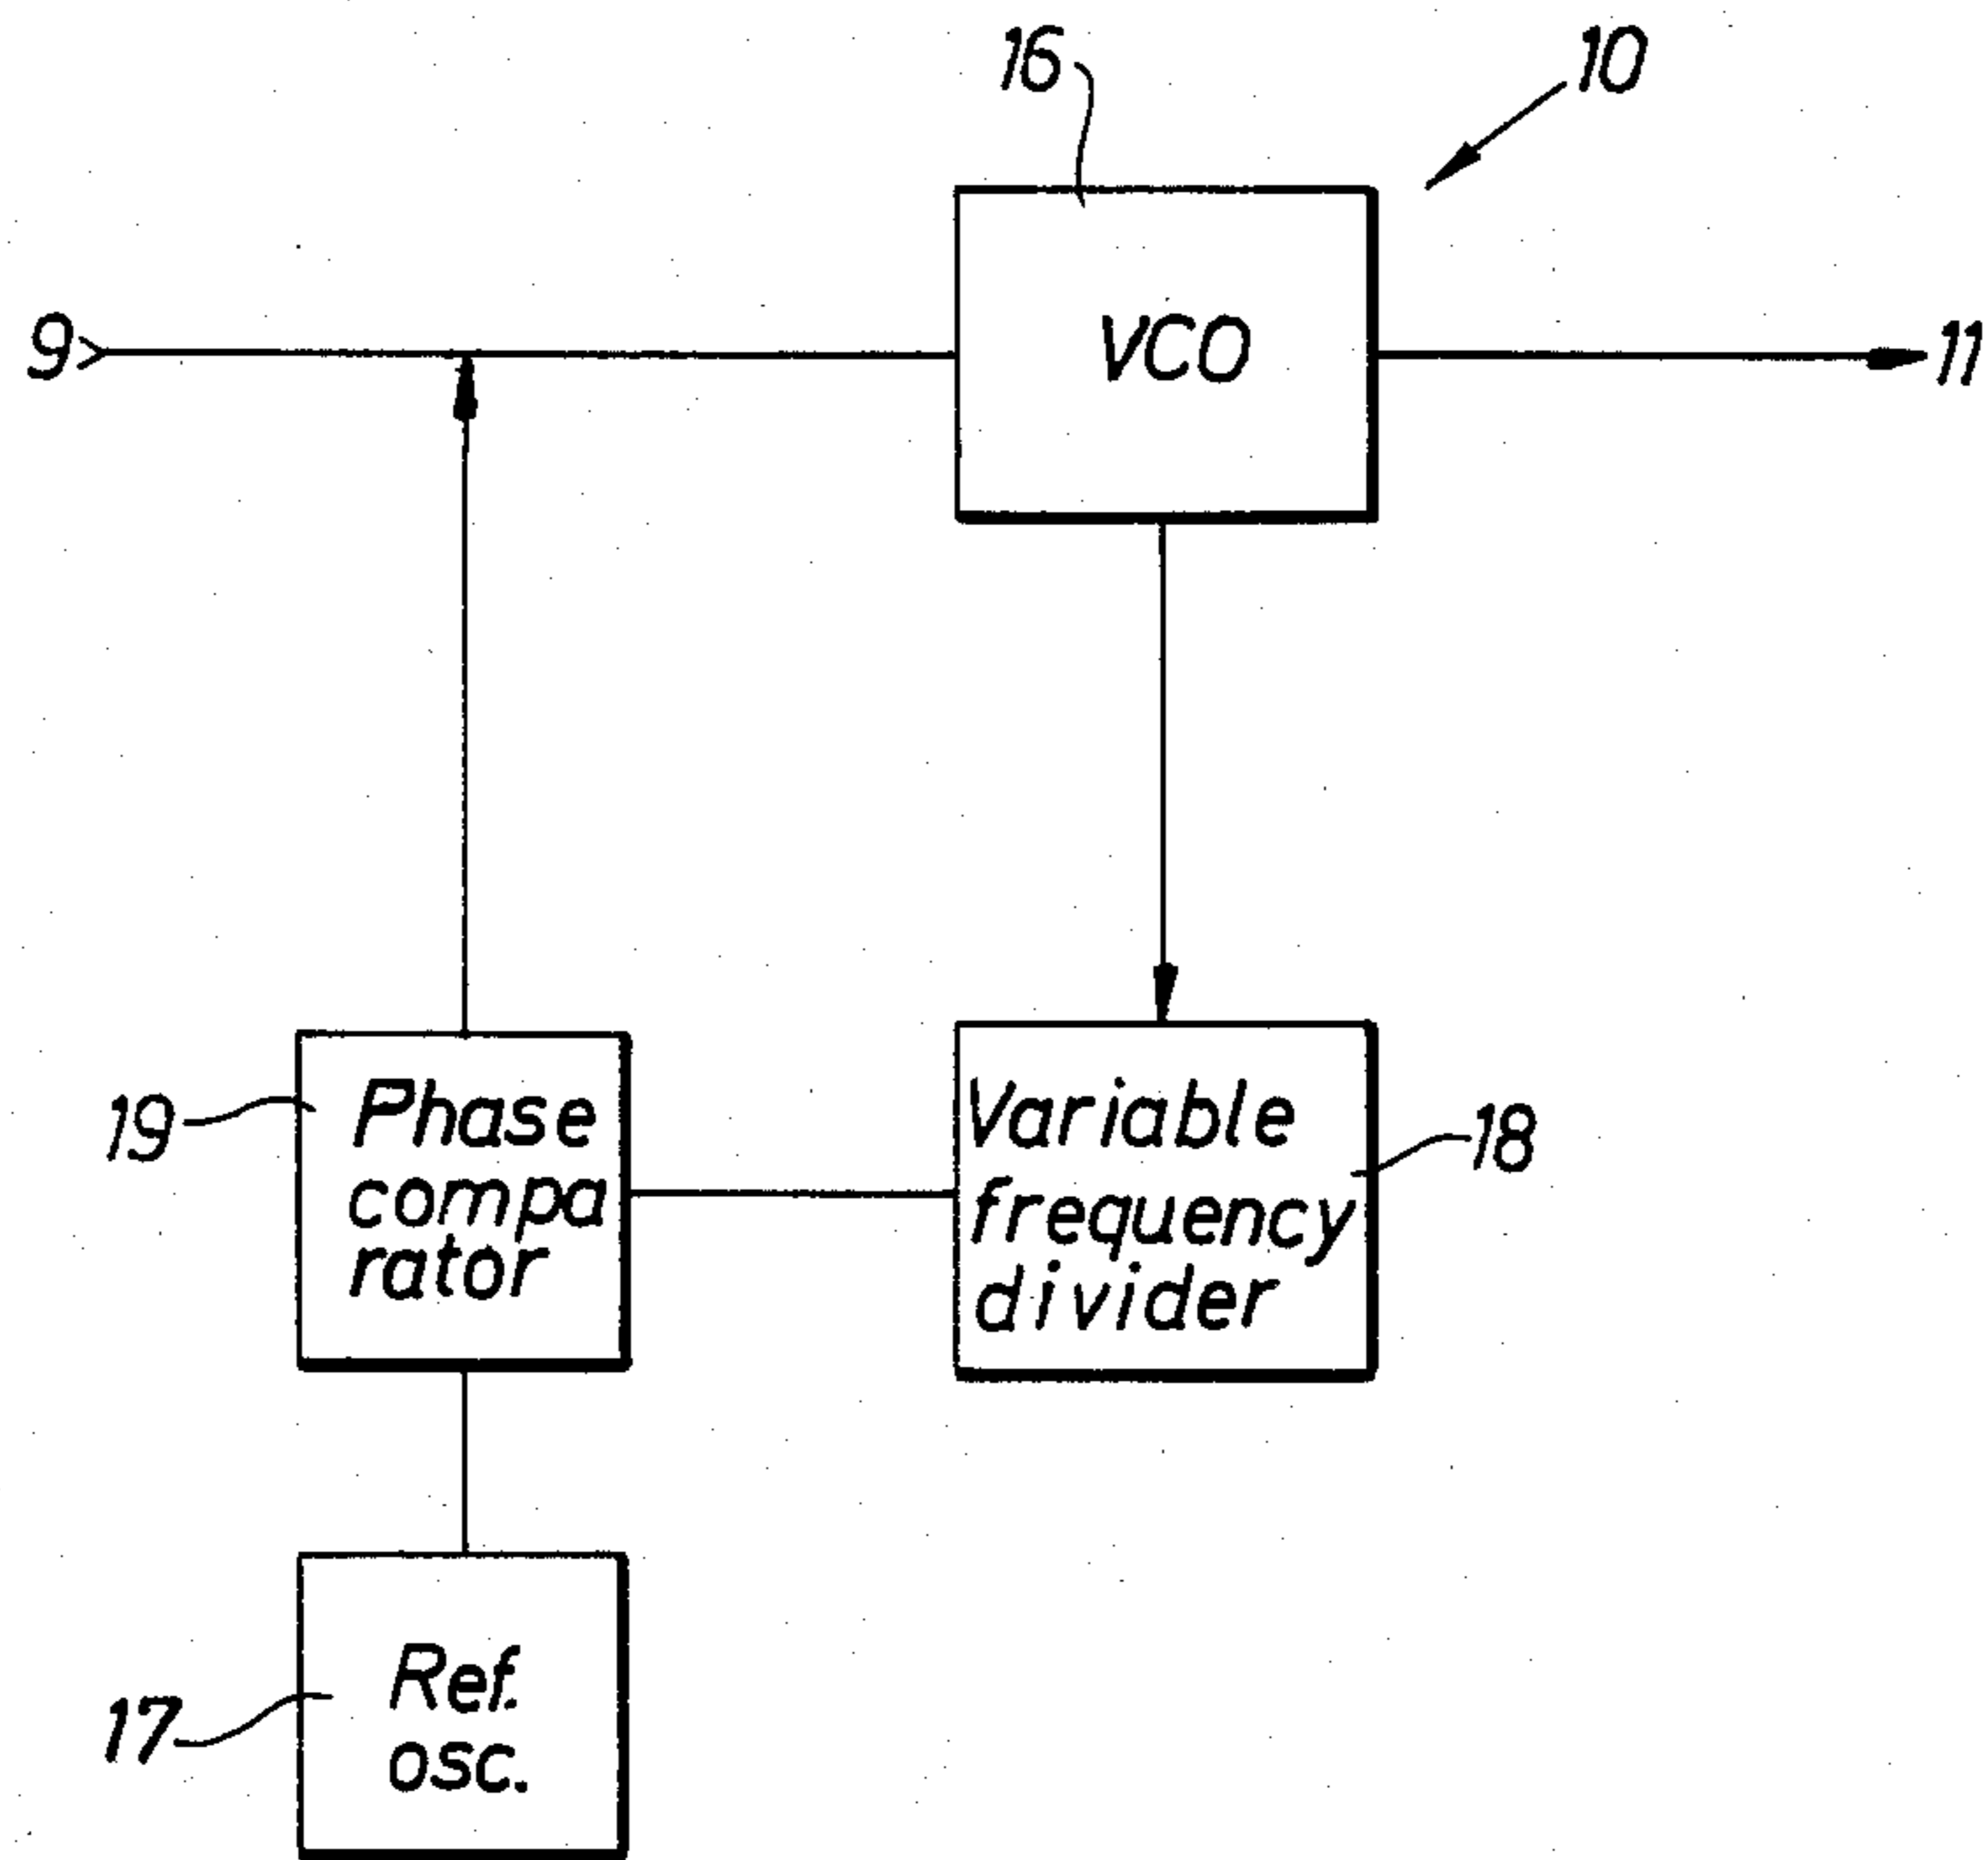 16
10
9
VCO
11
19
Phase
compa
rator
Variable
frequency
divider
18
17
Ref.
osc.